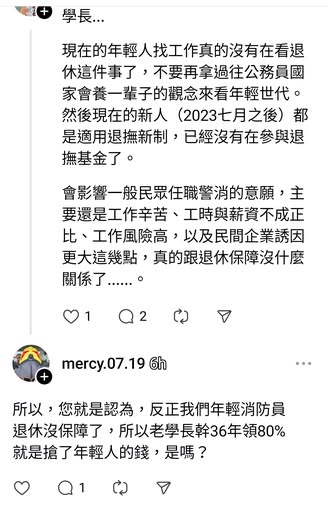 學長...
現在的年輕人找工作真的沒有在看退
休這件事了，不要再拿過往公務員國
家會養一輩子的觀念來看年輕世代。
然後現在的新人（2023七月之後）都
是適用退撫新制，已經沒有在參與退
撫基金了。
會影響一般民眾任職警消的意願，主
要還是工作辛苦、工時與薪資不成正
比、工作風險高，以及民間企業誘因
更大這幾點，真的跟退休保障沒什麼
關係了......。
1 2
mercy.07.19 6h
所以，您就是認為，反正我們年輕消防員
退休沒保障了，所以老學長幹36年領80%
就是搶了年輕人的錢，是嗎？
1